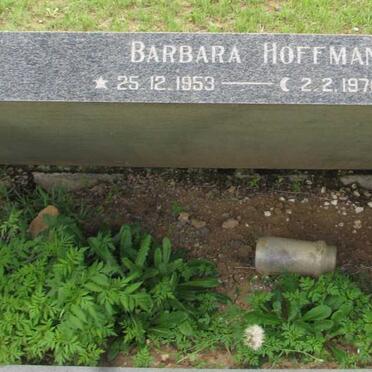 BARBARA HOFFMAN
★ 25.12.1953 — ☾ 2.2.197